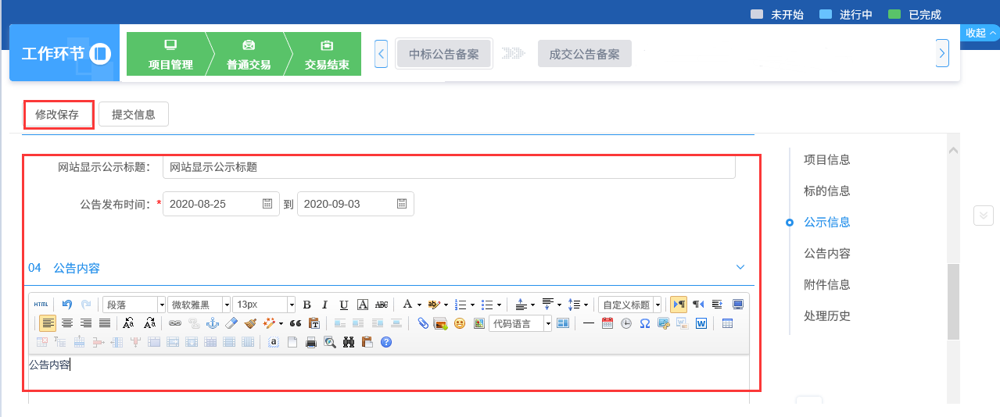 未开始 进行中 已完成
收起
工作环节
项目管理 普通交易 交易结束
中标公告备案 成交公告备案
修改保存 提交信息
网站显示公示标题： 网站显示公示标题
公告发布时间：* 2020-08-25 到 2020-09-03
04 公告内容
HTML 段落 微软雅黑 13px B I U A ABC A ab 自定义标题
代码语言
公告内容
项目信息
标的信息
公示信息
公告内容
附件信息
处理历史